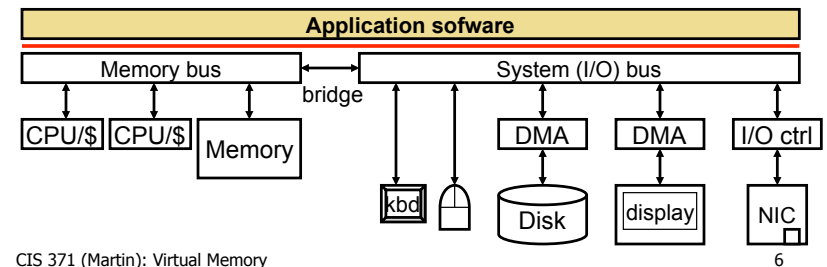 Application sofware
Memory bus
System (I/O) bus
bridge
CPU/$ CPU/$ Memory DMA DMA I/O ctrl
kbd Disk display NIC
CIS 371 (Martin): Virtual Memory 6